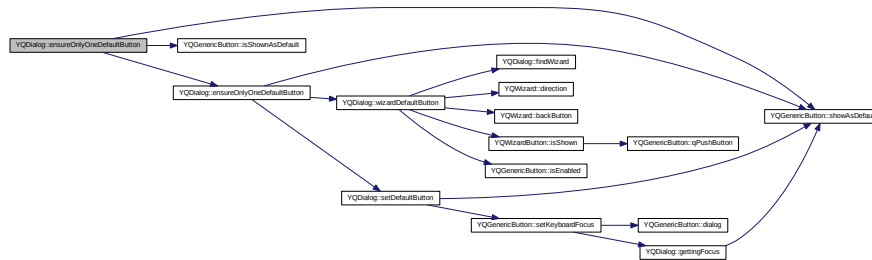 YQDialog::ensureOnlyOneDefaultButton
YQGenericButton::isShownAsDefault
YQDialog::ensureOnlyOneDefaultButton
YQDialog::wizardDefaultButton
YQDialog::findWizard
YQWizard::direction
YQWizard::backButton
YQWizardButton::isShown
YQGenericButton::qPushButton
YQGenericButton::isEnabled
YQGenericButton::showAsDefau
YQDialog::setDefaultButton
YQGenericButton::setKeyboardFocus
YQGenericButton::dialog
YQDialog::gettingFocus